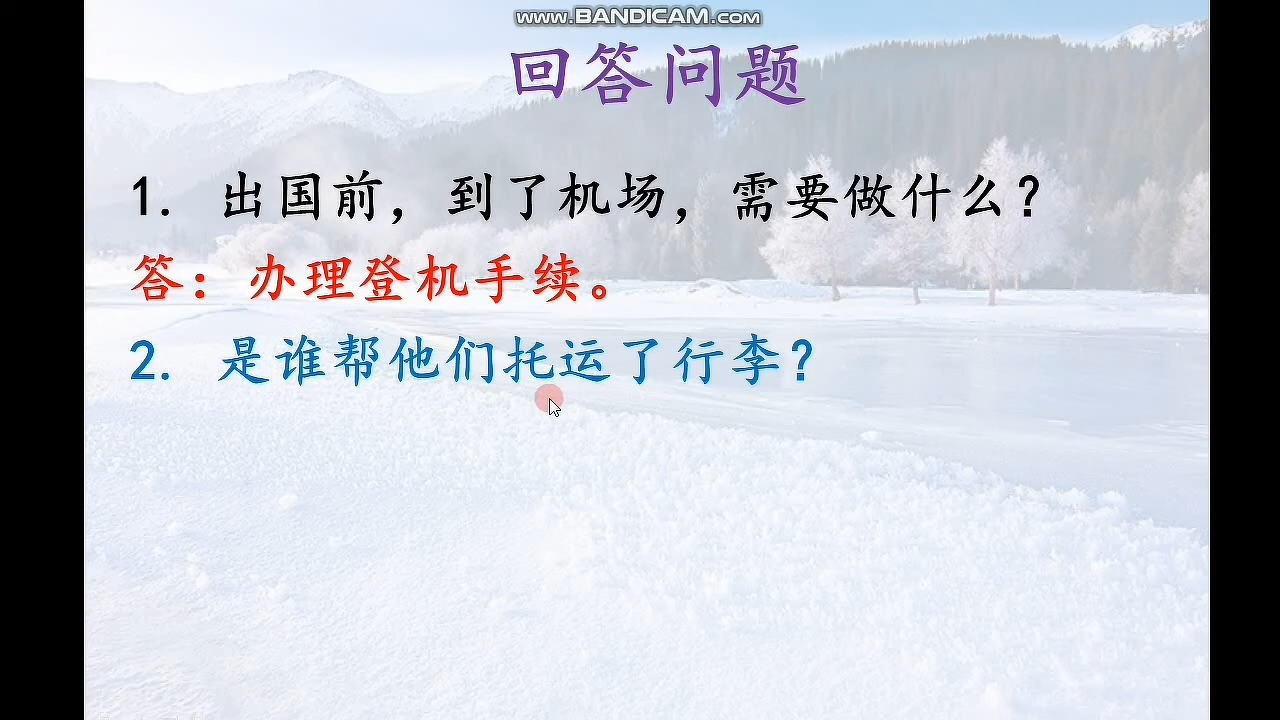 www.BANDICAM.com
回答问题
1. 出国前，到了机场，需要做什么？
答：办理登机手续。
2. 是谁帮他们托运了行李？